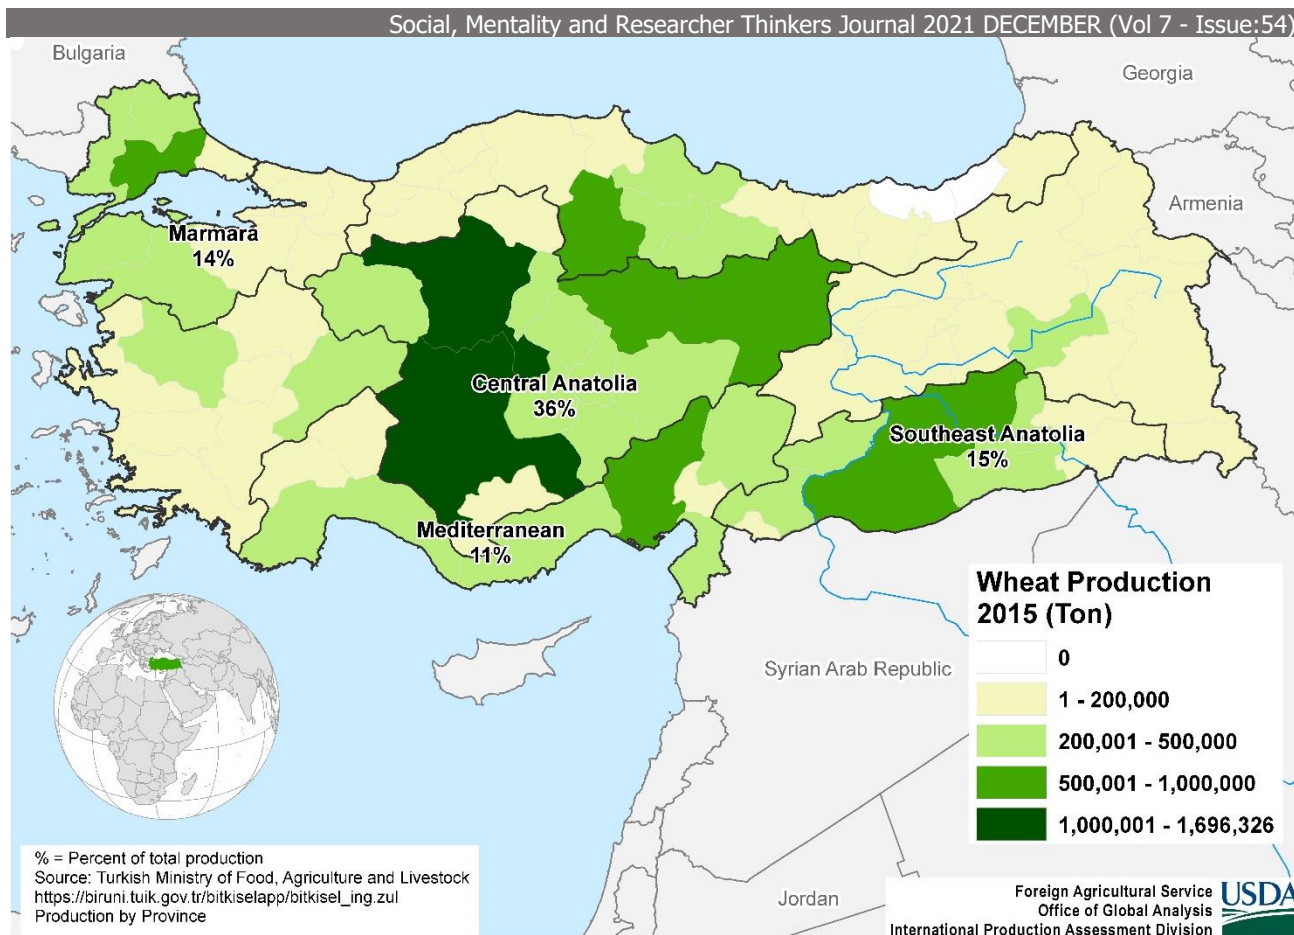 Social, Mentality and Researcher Thinkers Journal 2021 DECEMBER (Vol 7 - Issue:54)
Bulgaria
Georgia
Armenia
Marmara
14%
Central Anatolia
36%
Southeast Anatolia
15%
Mediterranean
11%
Syrian Arab Republic
Jordan
Wheat Production
2015 (Ton)
0
1 - 200,000
200,001 - 500,000
500,001 - 1,000,000
1,000,001 - 1,696,326
% = Percent of total production
Source: Turkish Ministry of Food, Agriculture and Livestock
https://biruni.tuik.gov.tr/bitkiselapp/bitkisel_ing.zul
Production by Province
Foreign Agricultural Service
Office of Global Analysis
International Production Assessment Division
USDA